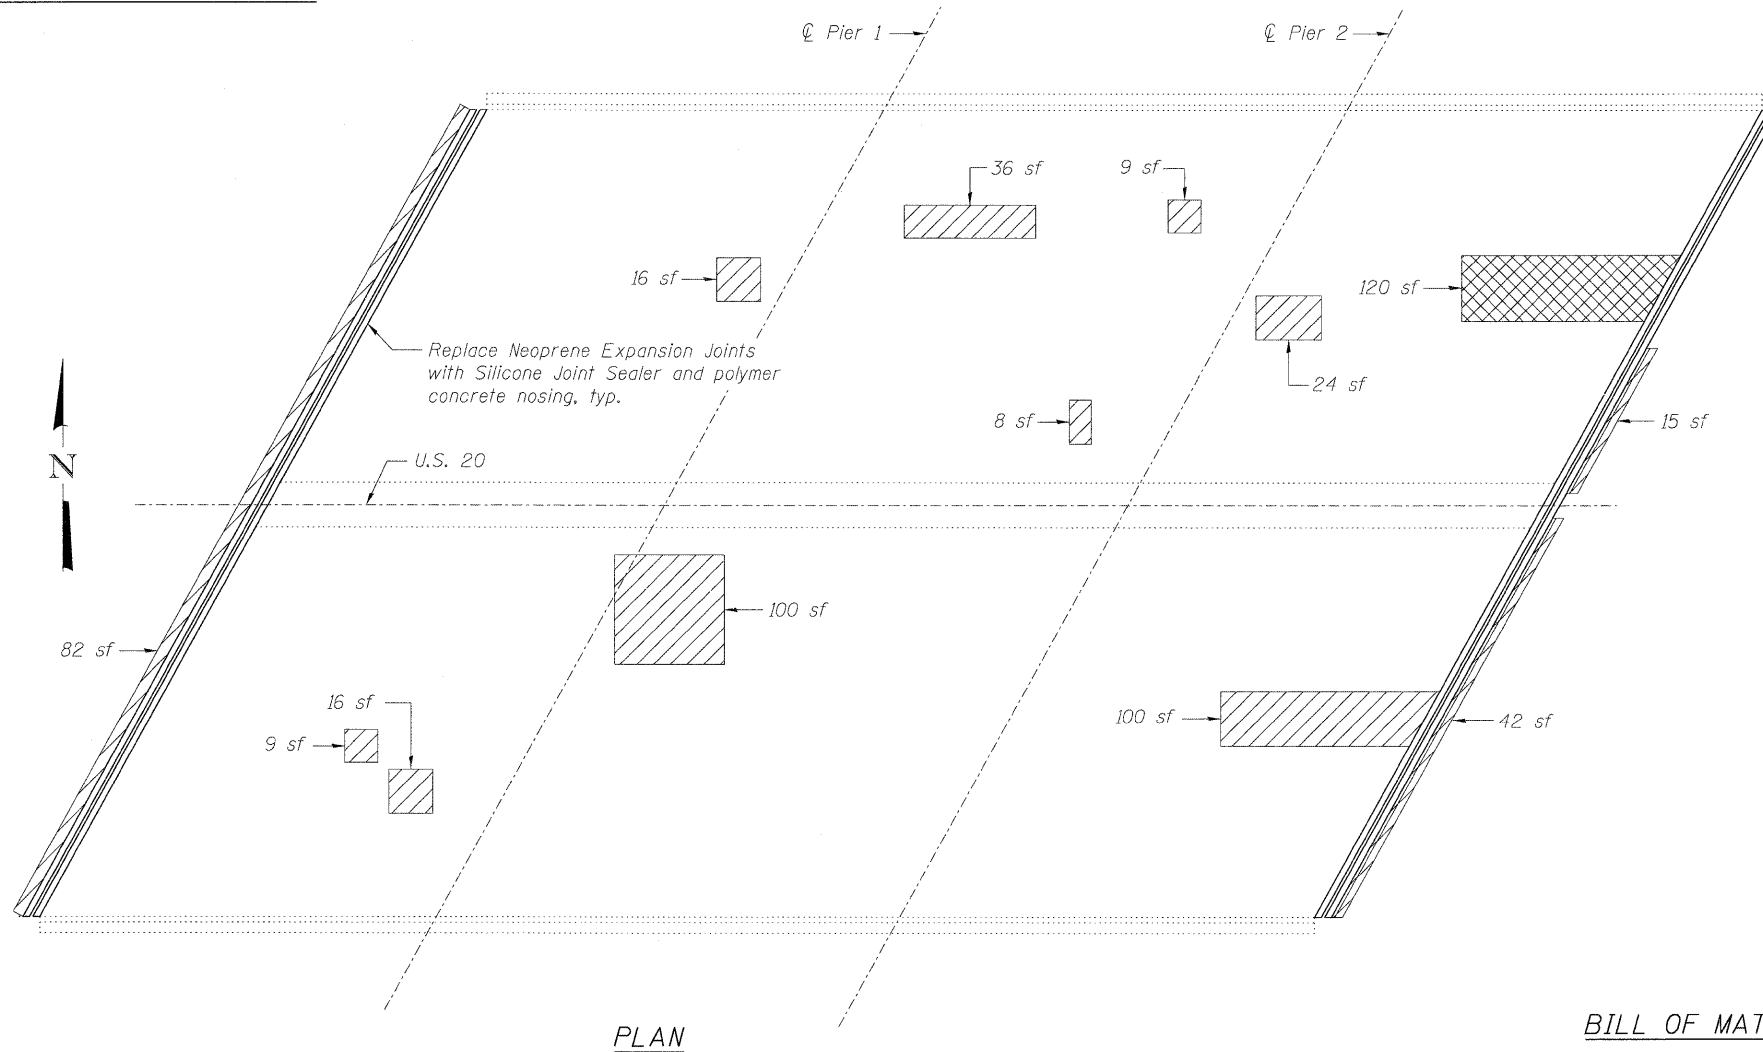 ℄ Pier 1
℄ Pier 2
36 sf
9 sf
16 sf
120 sf
Replace Neoprene Expansion Joints
with Silicone Joint Sealer and polymer
concrete nosing, typ.
24 sf
8 sf
15 sf
N
U.S. 20
100 sf
82 sf
16 sf
9 sf
100 sf
42 sf
PLAN
BILL OF MAT